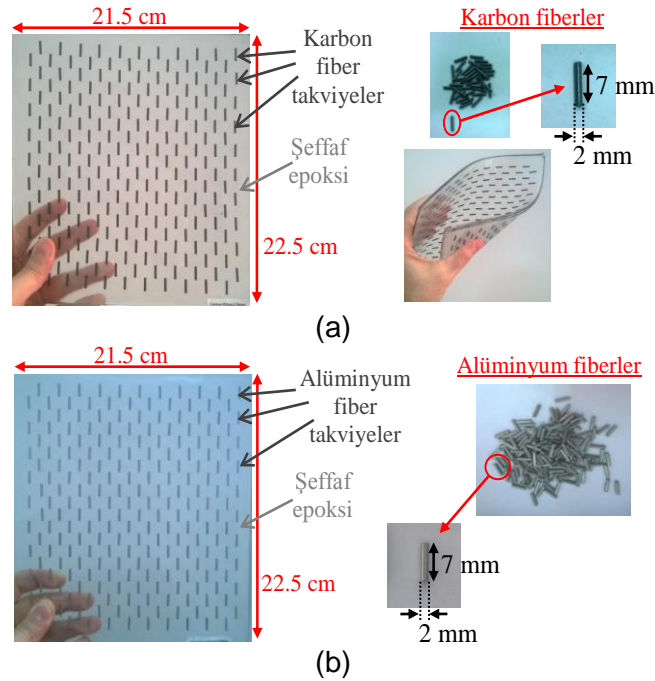 21.5 cm
Karbon
fiber
takviyeler
Şeffaf
epoksi
22.5 cm
Karbon fiberler
7 mm
2 mm
(a)
21.5 cm
Alüminyum
fiber
takviyeler
Şeffaf
epoksi
22.5 cm
Alüminyum fiberler
7 mm
2 mm
(b)